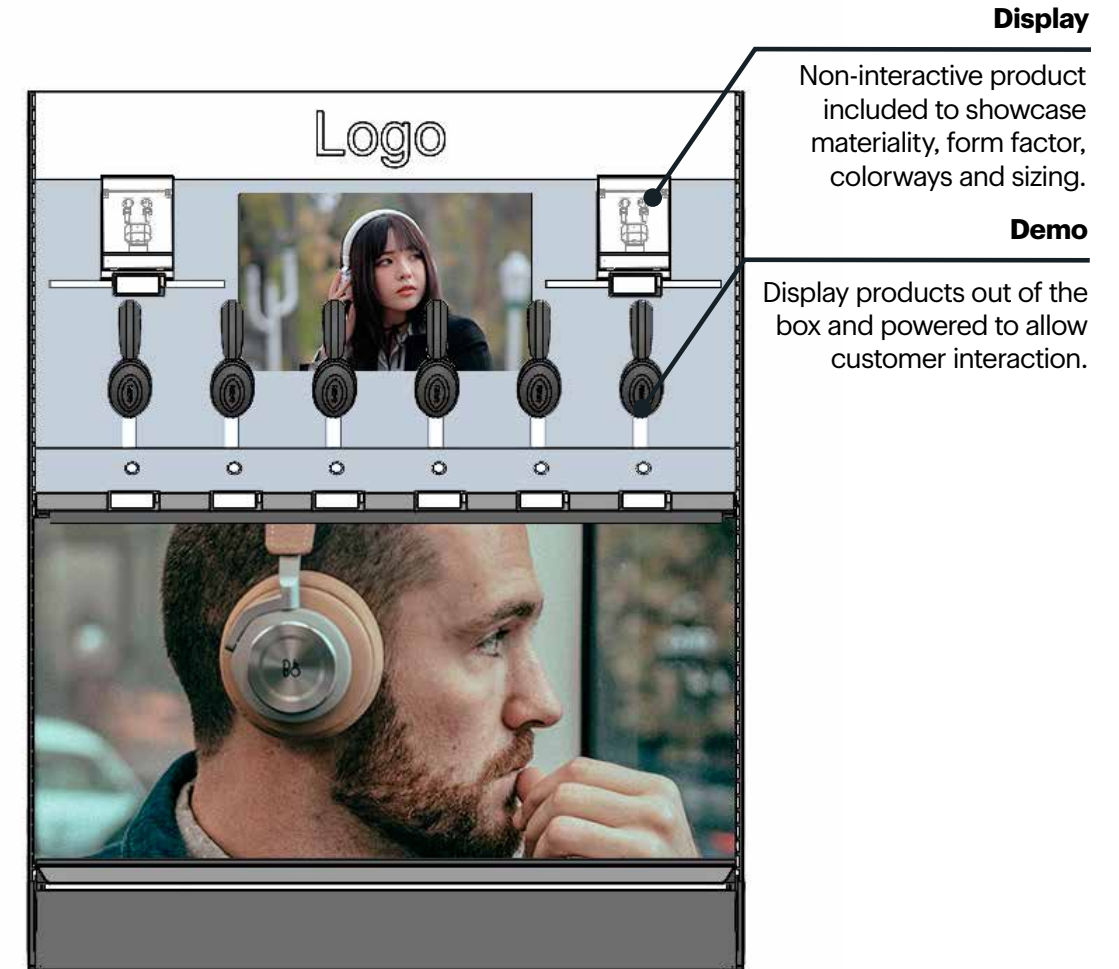 Display
Non-interactive product
included to showcase
materiality, form factor,
colorways and sizing.
Logo
Demo
Display products out of the
box and powered to allow
customer interaction.
B&O